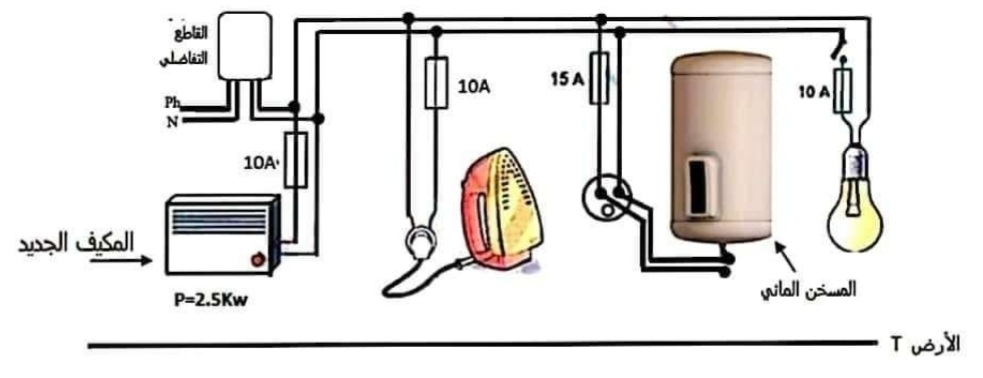 القاطع
التفاضلي
Ph
N
10A
المكيف الجديد
P=2.5Kw
10A
15 A
10 A
المسخن المائي
الأرض T